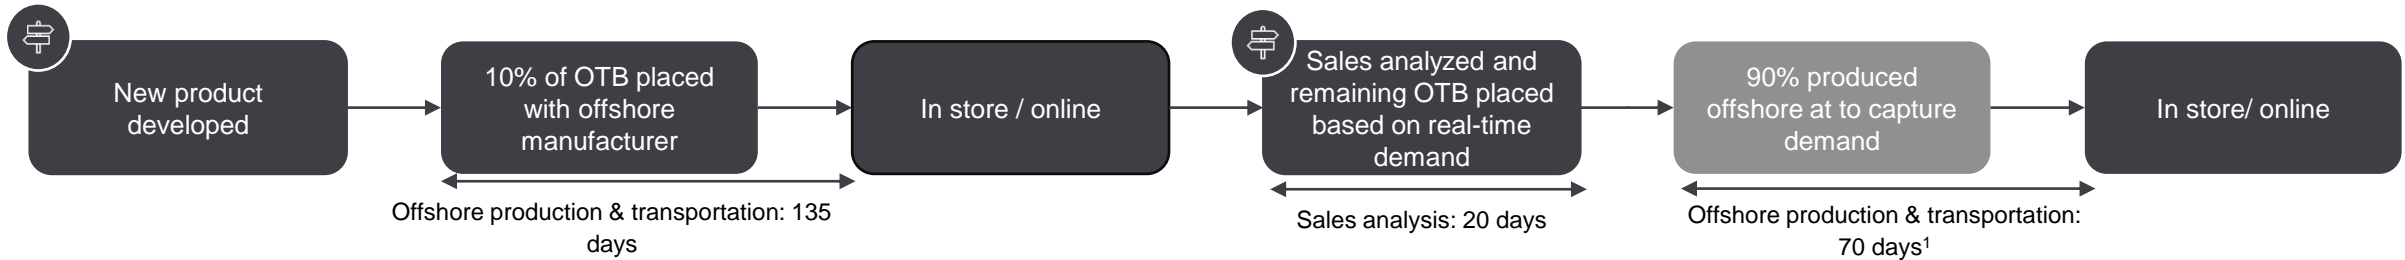 New product
developed
10% of OTB placed
with offshore
manufacturer
Offshore production & transportation: 135
days
In store / online
Sales analyzed and
remaining OTB placed
based on real-time
demand
Sales analysis: 20 days
90% produced
offshore at to capture
demand
Offshore production & transportation:
70 days¹
In store/ online